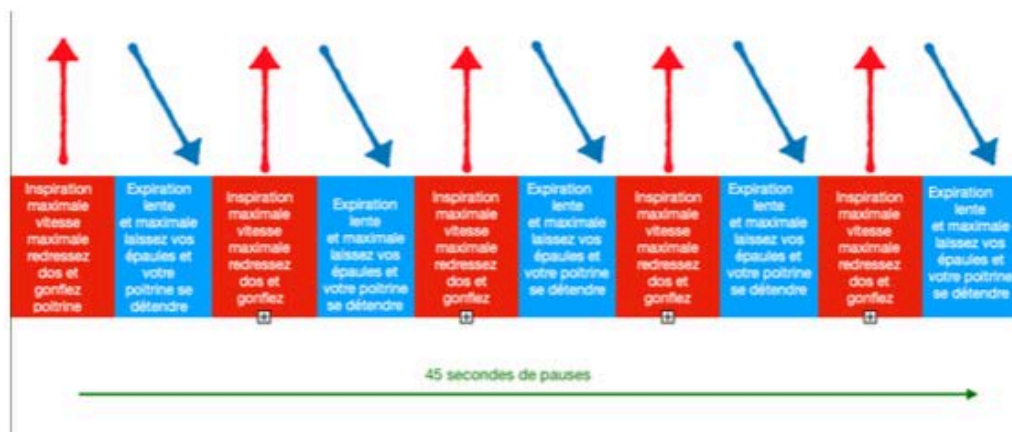 Inspiration
maximale
vitesse
maximale
redressez
dos et
gonflez
poitrine
Expiration
lente
et maximale
laissez vos
épaules et
votre
poitrine se
détendre
Inspiration
maximale
vitesse
maximale
redressez
dos et
gonflez
Expiration
lente
et maximale
laissez vos
épaules et
votre poitrine
se détendre
Inspiration
maximale
vitesse
maximale
redressez
dos et
gonflez
Expiration
lente
et maximale
laissez vos
épaules et
votre poitrine
se détendre
Inspiration
maximale
vitesse
maximale
redressez
dos et
gonflez
Expiration
lente
et maximale
laissez vos
épaules et
votre poitrine
se détendre
Inspiration
maximale
vitesse
maximale
redressez
dos et
gonflez
Expiration
lente
et maximale
laissez vos
épaules et
votre poitrine
se détendre
45 secondes de pauses